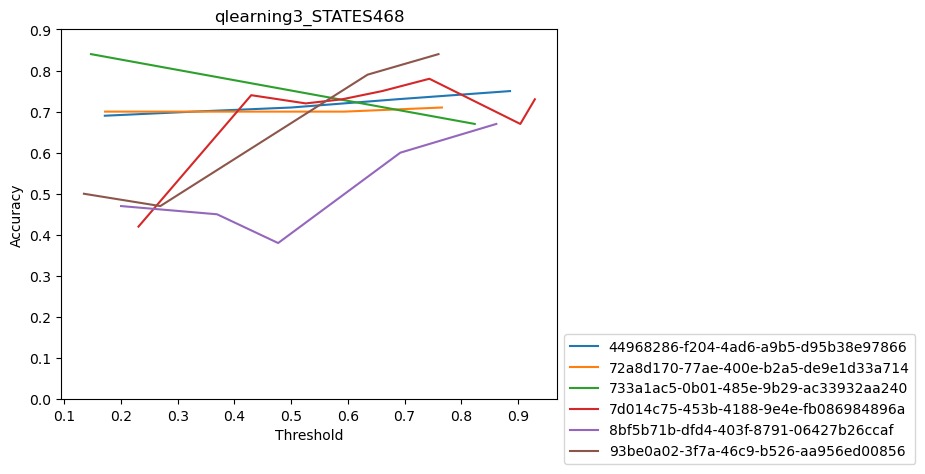 qlearning3_STATES468
0.9
0.8
0.7
0.6
0.5
0.4
0.3
0.2
0.1
0.0
Accuracy
0.1 0.2 0.3 0.4 0.5 0.6 0.7 0.8 0.9
Threshold
44968286-f204-4ad6-a9b5-d95b38e97866
72a8d170-77ae-400e-b2a5-de9e1d33a714
733a1ac5-0b01-485e-9b29-ac33932aa240
7d014c75-453b-4188-9e4e-fb086984896a
8bf5b71b-dfd4-403f-8791-06427b26ccaf
93be0a02-3f7a-46c9-b526-aa956ed00856